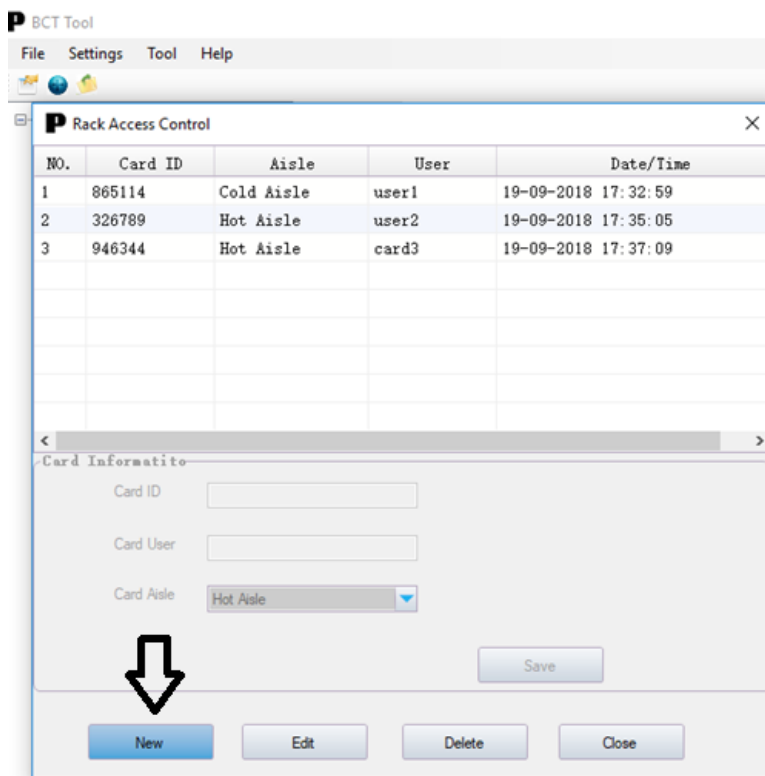 P BCT Tool
File Settings Tool Help
P Rack Access Control
NO. Card ID Aisle User Date/Time
1 865114 Cold Aisle user1 19-09-2018 17:32:59
2 326789 Hot Aisle user2 19-09-2018 17:35:05
3 946344 Hot Aisle card3 19-09-2018 17:37:09
Card Informatito
Card ID
Card User
Card Aisle Hot Aisle
Save
New Edit Delete Close